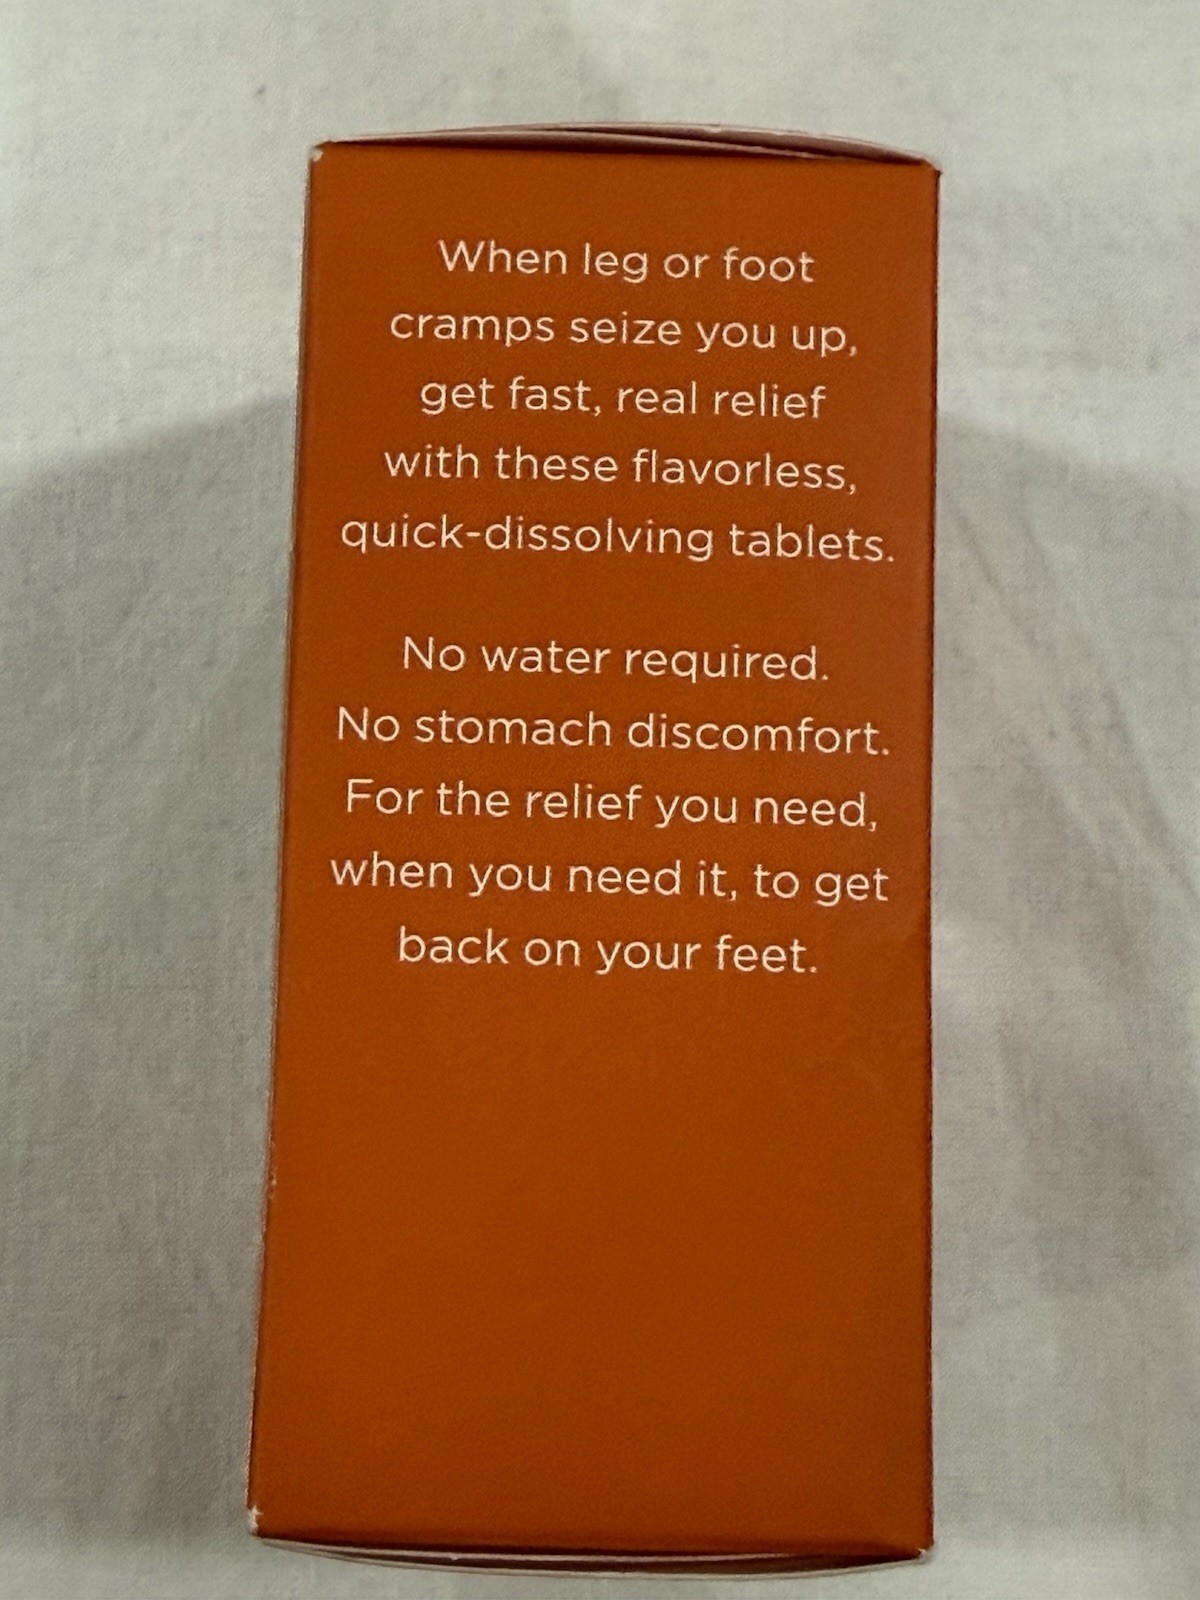 When leg or foot
cramps seize you up,
get fast, real relief
with these flavorless,
quick-dissolving tablets.
No water required.
No stomach discomfort.
For the relief you need,
when you need it, to get
back on your feet.